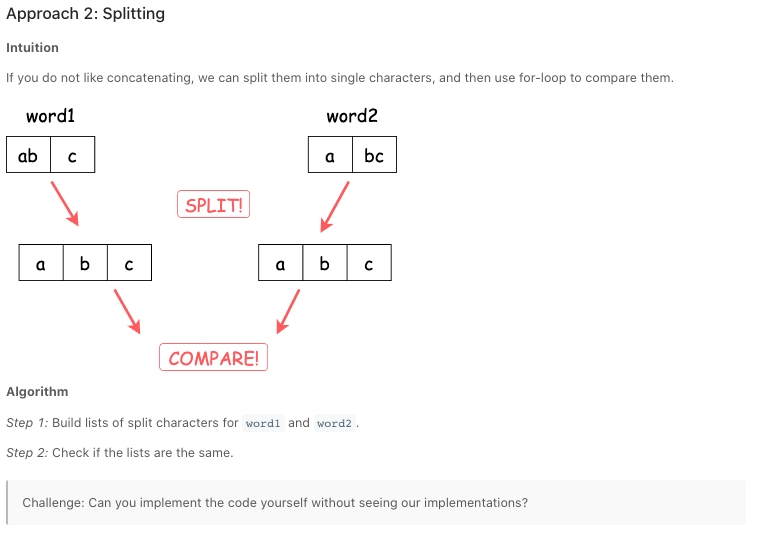 Approach 2: Splitting
Intuition
If you do not like concatenating, we can split them into single characters, and then use for-loop to compare them.
word1 word2
ab c a bc
SPLIT!
a b c a b c
COMPARE!
Algorithm
Step 1: Build lists of split characters for word1 and word2 .
Step 2: Check if the lists are the same.
Challenge: Can you implement the code yourself without seeing our implementations?